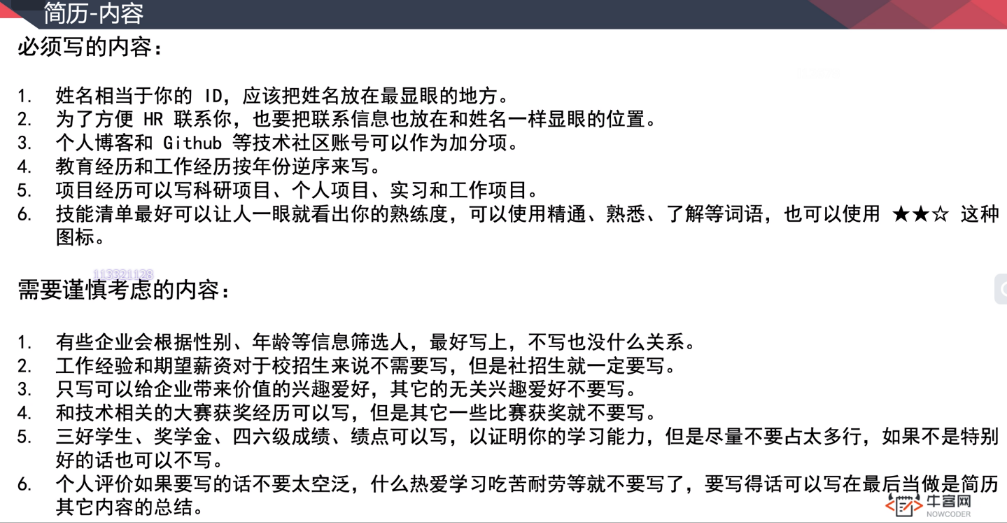 简历-内容
必须写的内容：
1. 姓名相当于你的 ID，应该把姓名放在最显眼的地方。
2. 为了方便 HR 联系你，也要把联系信息也放在和姓名一样显眼的位置。
3. 个人博客和 Github 等技术社区账号可以作为加分项。
4. 教育经历和工作经历按年份逆序来写。
5. 项目经历可以写科研项目、个人项目、实习和工作项目。
6. 技能清单最好可以让人一眼就看出你的熟练度，可以使用精通、熟悉、了解等词语，也可以使用 ★★☆ 这种
图标。
需要谨慎考虑的内容：
1. 有些企业会根据性别、年龄等信息筛选人，最好写上，不写也没什么关系。
2. 工作经验和期望薪资对于校招生来说不需要写，但是社招生就一定要写。
3. 只写可以给企业带来价值的兴趣爱好，其它的无关兴趣爱好不要写。
4. 和技术相关的大赛获奖经历可以写，但是其它一些比赛获奖就不要写。
5. 三好学生、奖学金、四六级成绩、绩点可以写，以证明你的学习能力，但是尽量不要占太多行，如果不是特别
好的话也可以不写。
6. 个人评价如果要写的话不要太空泛，什么热爱学习吃苦耐劳等就不要写了，要写得话可以写在最后当做是简历
其它内容的总结。
牛客网
NOWCODER